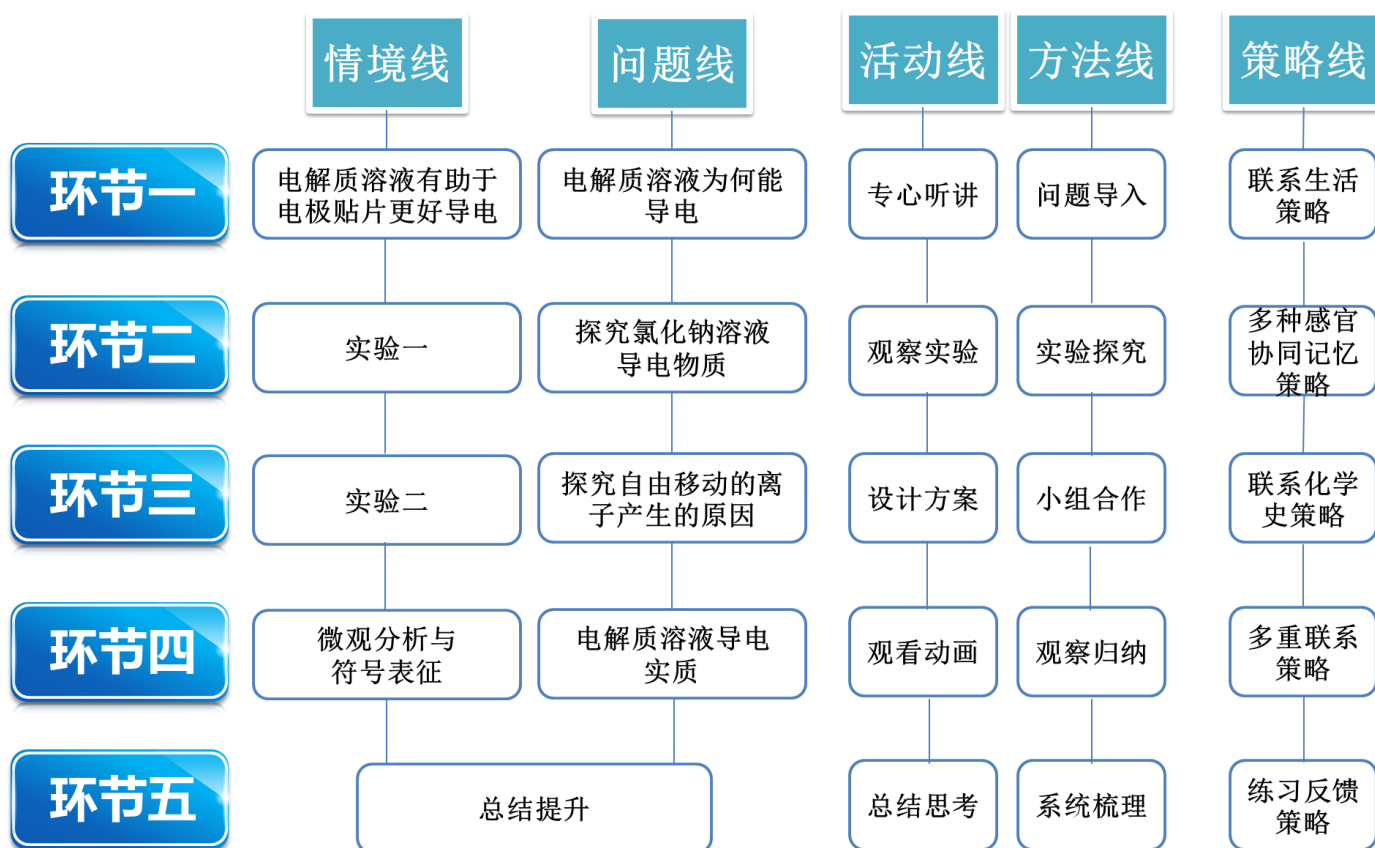 情境线
问题线
活动线
方法线
策略线
环节一
电解质溶液有助于
电极贴片更好导电
电解质溶液为何能
导电
专心听讲
问题导入
联系生活
策略
环节二
实验一
探究氯化钠溶液
导电物质
观察实验
实验探究
多种感官
协同记忆
策略
环节三
实验二
探究自由移动的离
子产生的原因
设计方案
小组合作
联系化学
史策略
环节四
微观分析与
符号表征
电解质溶液导电
实质
观看动画
观察归纳
多重联系
策略
环节五
总结提升
总结思考
系统梳理
练习反馈
策略